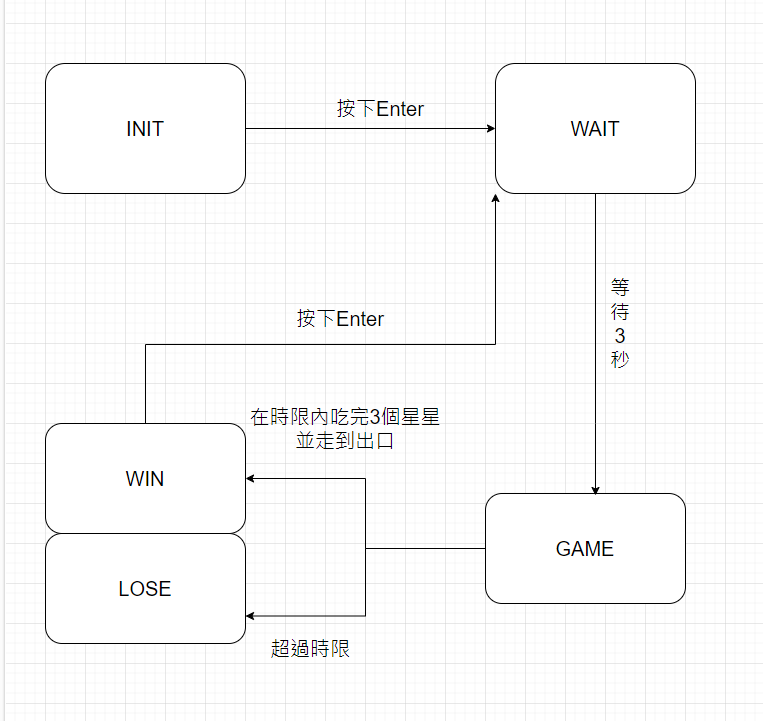 按下Enter
INIT
WAIT
等
待
3
秒
按下Enter
在時限內吃完3個星星
並走到出口
WIN
GAME
LOSE
超過時限